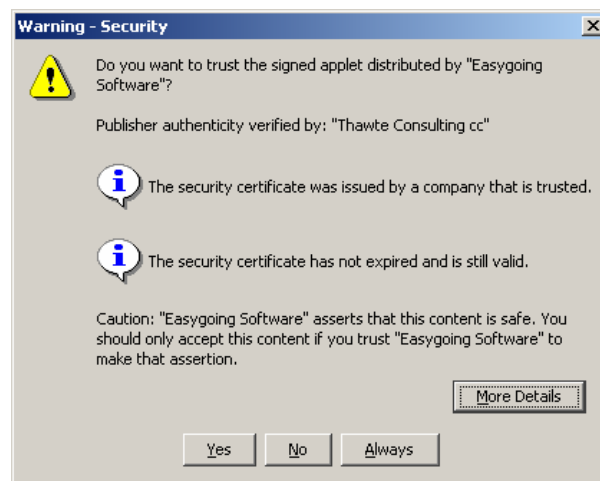 Warning - Security
Do you want to trust the signed applet distributed by "Easygoing
Software"?
Publisher authenticity verified by: "Thawte Consulting cc"
The security certificate was issued by a company that is trusted.
The security certificate has not expired and is still valid.
Caution: "Easygoing Software" asserts that this content is safe. You
should only accept this content if you trust "Easygoing Software" to
make that assertion.
More Details
Yes No Always